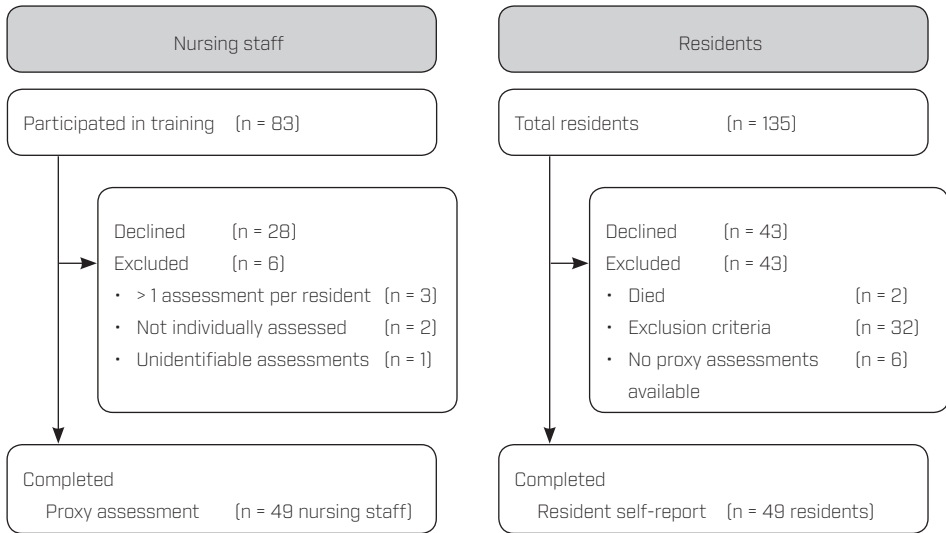 Nursing staff
Participated in training (n = 83)
Declined (n = 28)
Excluded (n = 6)
• > 1 assessment per resident (n = 3)
• Not individually assessed (n = 2)
• Unidentifiable assessments (n = 1)
Completed
Proxy assessment (n = 49 nursing staff)
Residents
Total residents (n = 135)
Declined (n = 43)
Excluded (n = 43)
• Died (n = 2)
• Exclusion criteria (n = 32)
• No proxy assessments (n = 6)
available
Completed
Resident self-report (n = 49 residents)